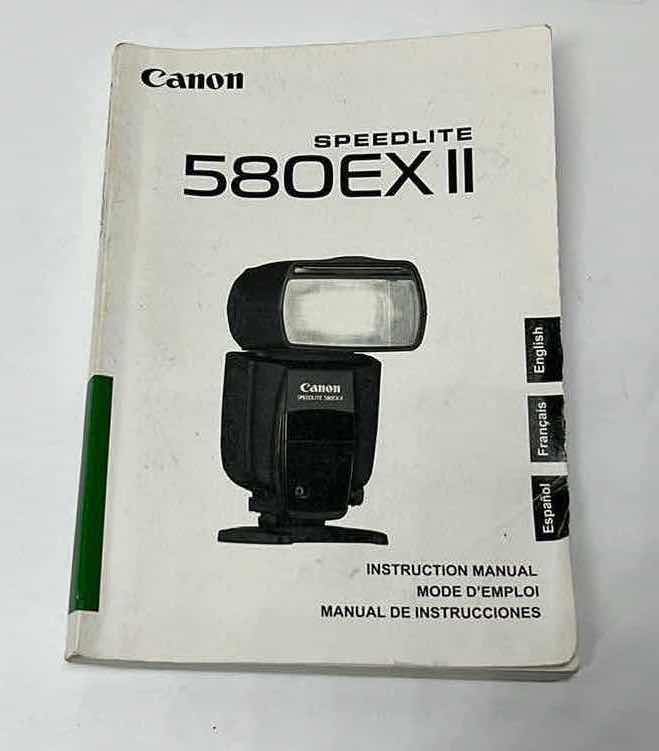 Canon
SPEEDLITE
580EX II
Canon
SPEEDLITE 580EX II
English
Français
Español
INSTRUCTION MANUAL
MODE D'EMPLOI
MANUAL DE INSTRUCCIONES